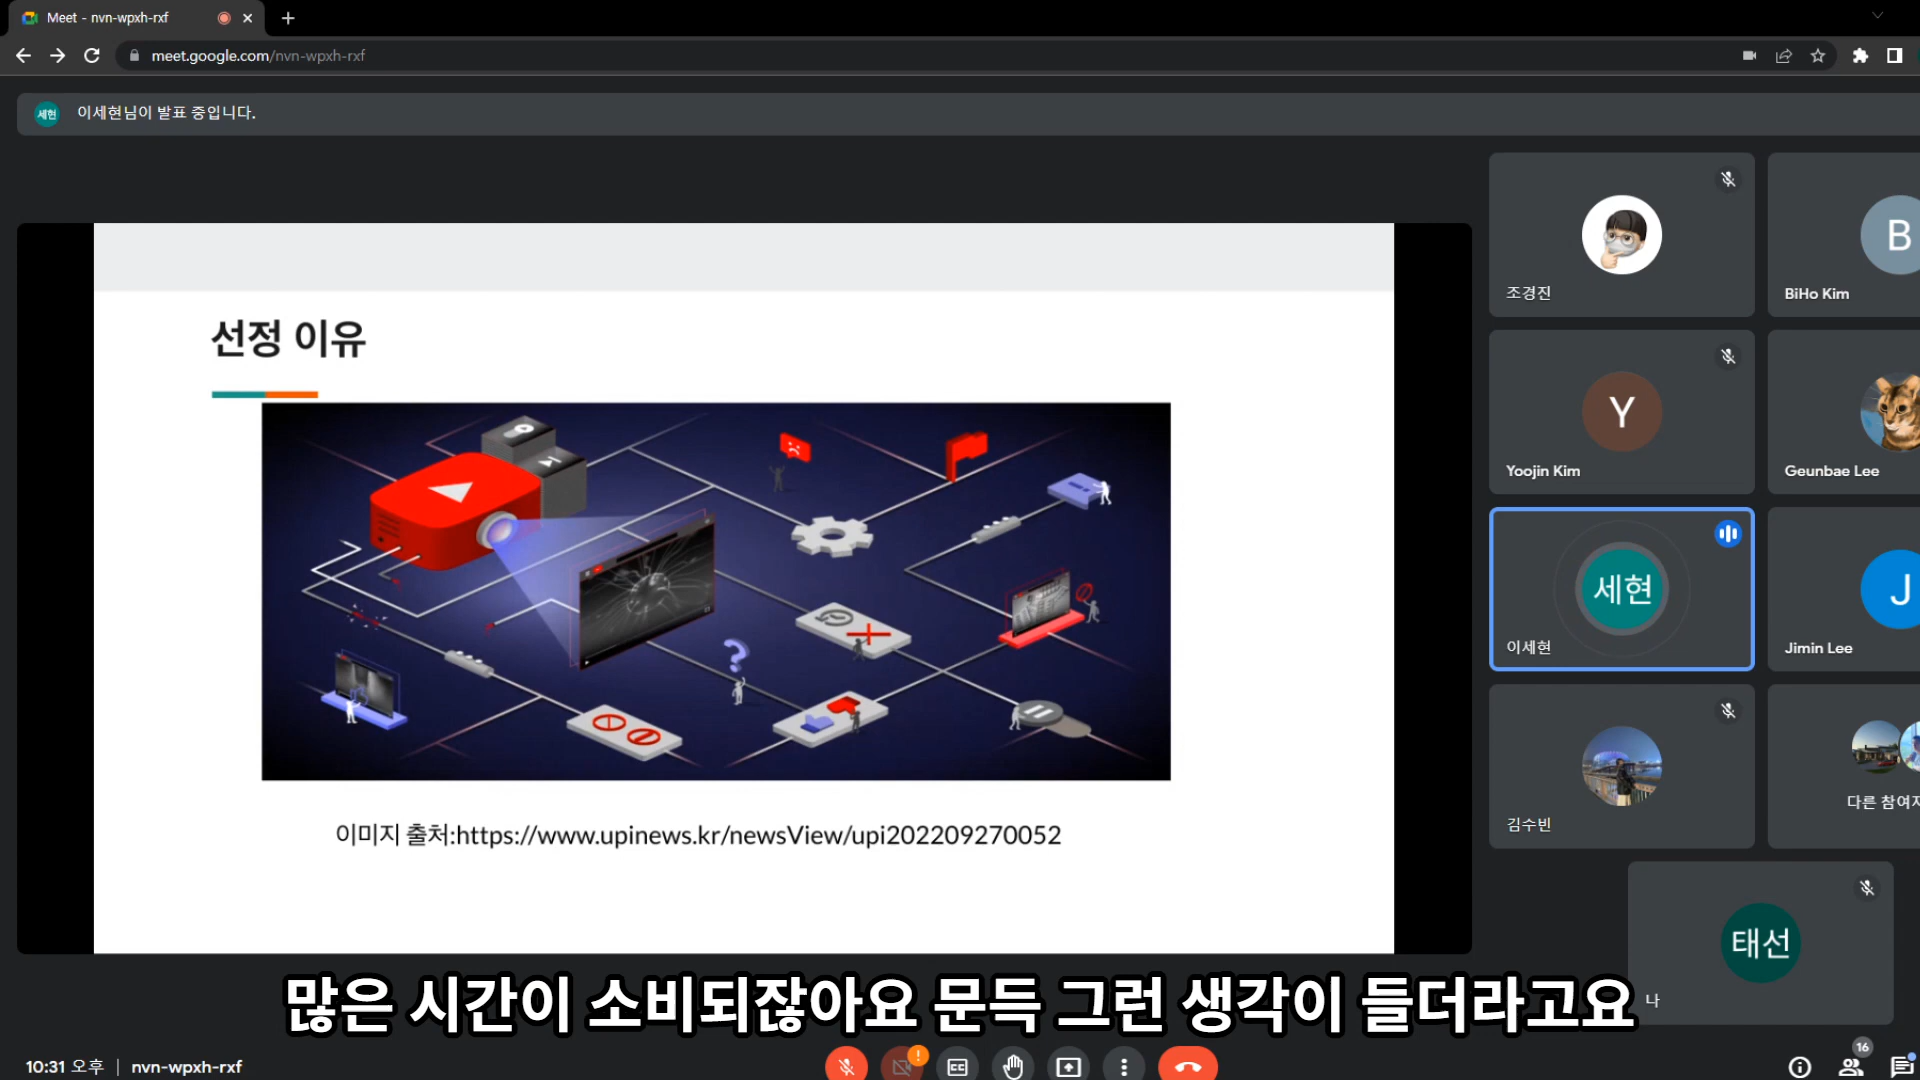 Meet - nvn-wpxh-rxf
meet.google.com/nvn-wpxh-rxf
세현 이세현님이 발표 중입니다.
선정 이유
이미지 출처:https://www.upinews.kr/newsView/upi202209270052
조경진
B
BiHo Kim
Y
Yoojin Kim
Geunbae Lee
세현
이세현
J
Jimin Lee
김수빈
다른 참여자
태선
나
많은 시간이 소비되잖아요 문득 그런 생각이 들더라고요
10:31 오후 | nvn-wpxh-rxf
CC
16